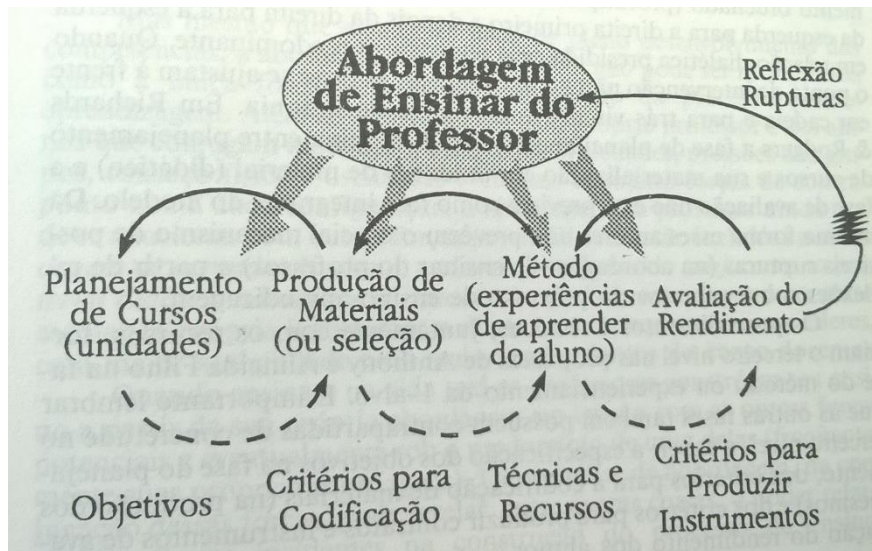 Abordagem
de Ensinar do
Professor
Reflexão
Rupturas
Planejamento
de Cursos
(unidades)
Produção de
Materiais
(ou seleção)
Método
(experiências
de aprender
do aluno)
Avaliação do
Rendimento
Objetivos
Critérios para
Codificação
Técnicas e
Recursos
Critérios para
Produzir
Instrumentos